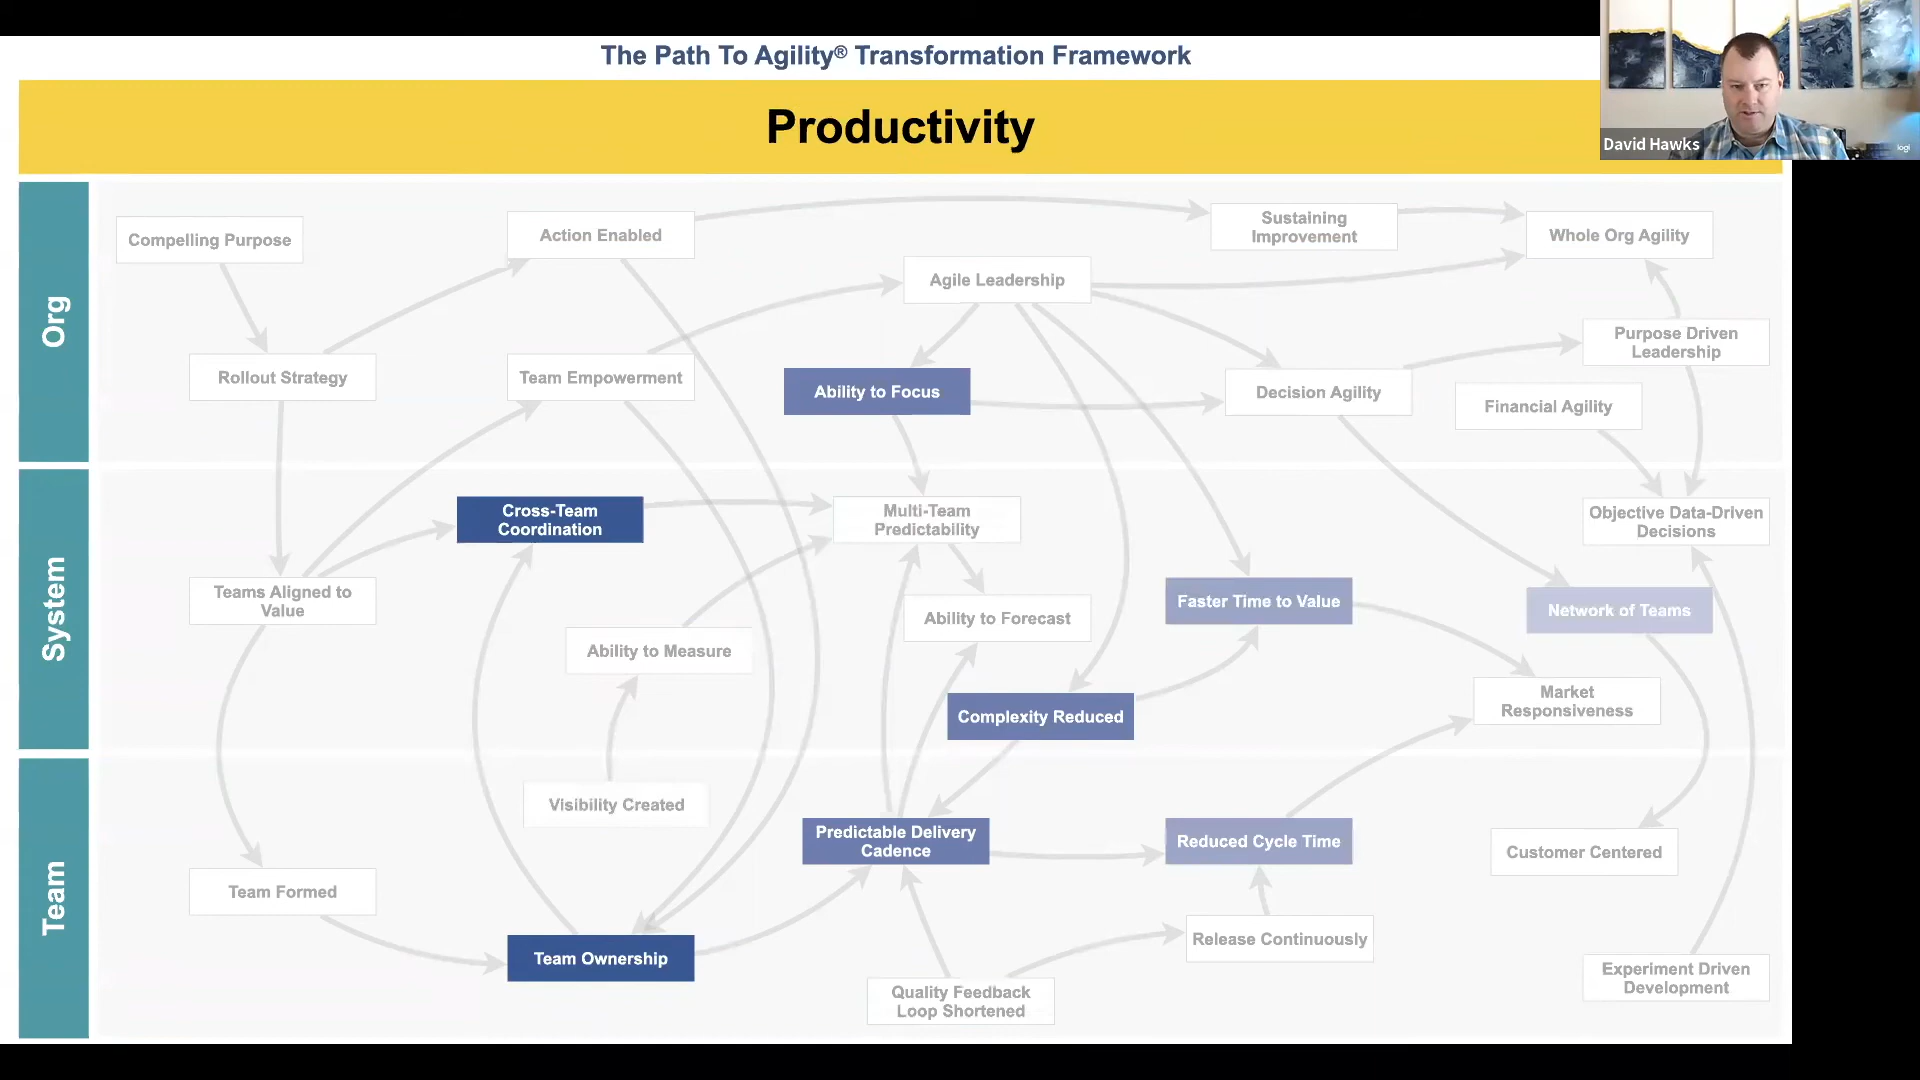 The Path To Agility® Transformation Framework
Productivity
David Hawks
logi
Org
Compelling Purpose
Action Enabled
Sustaining
Improvement
Whole Org Agility
Agile Leadership
Purpose Driven
Leadership
Rollout Strategy
Team Empowerment
Ability to Focus
Decision Agility
Financial Agility
System
Cross-Team
Coordination
Multi-Team
Predictability
Objective Data-Driven
Decisions
Teams Aligned to
Value
Ability to Forecast
Faster Time to Value
Network of Teams
Ability to Measure
Complexity Reduced
Market
Responsiveness
Team
Visibility Created
Predictable Delivery
Cadence
Reduced Cycle Time
Customer Centered
Team Formed
Release Continuously
Team Ownership
Quality Feedback
Loop Shortened
Experiment Driven
Development